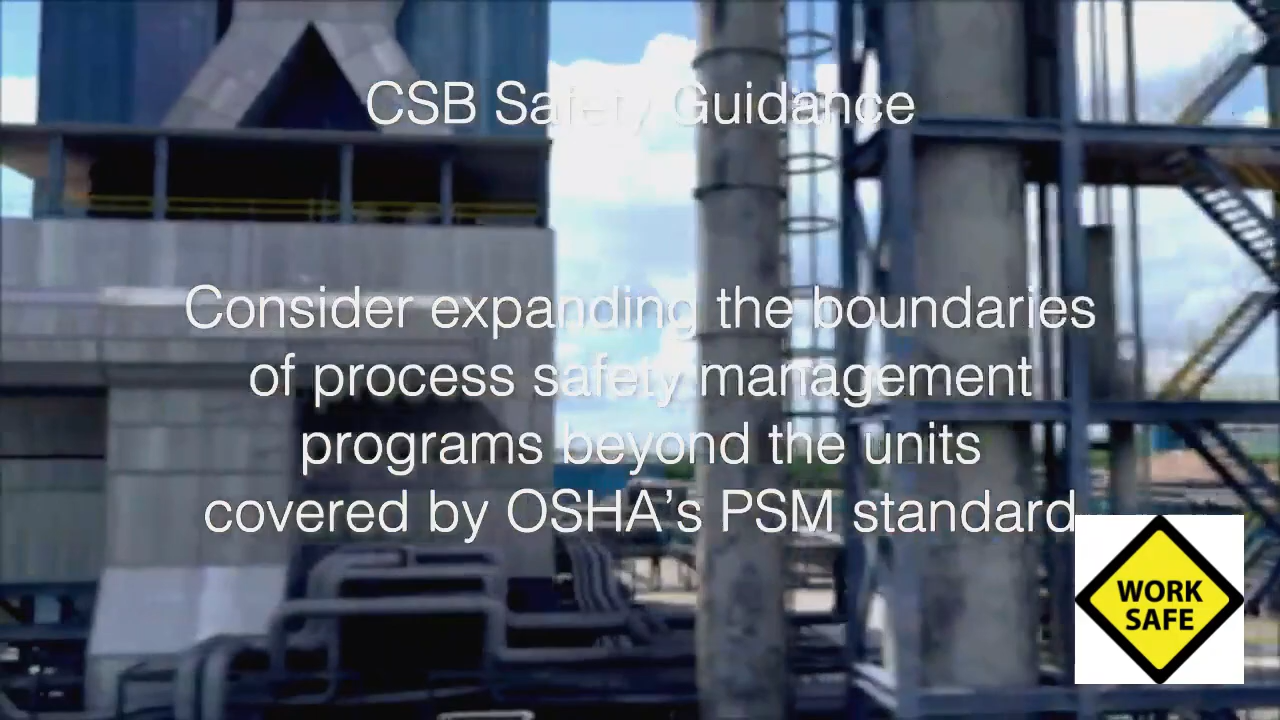 CSB Safety Guidance
Consider expanding the boundaries
of process safety management
programs beyond the units
covered by OSHA's PSM standard
WORK
SAFE